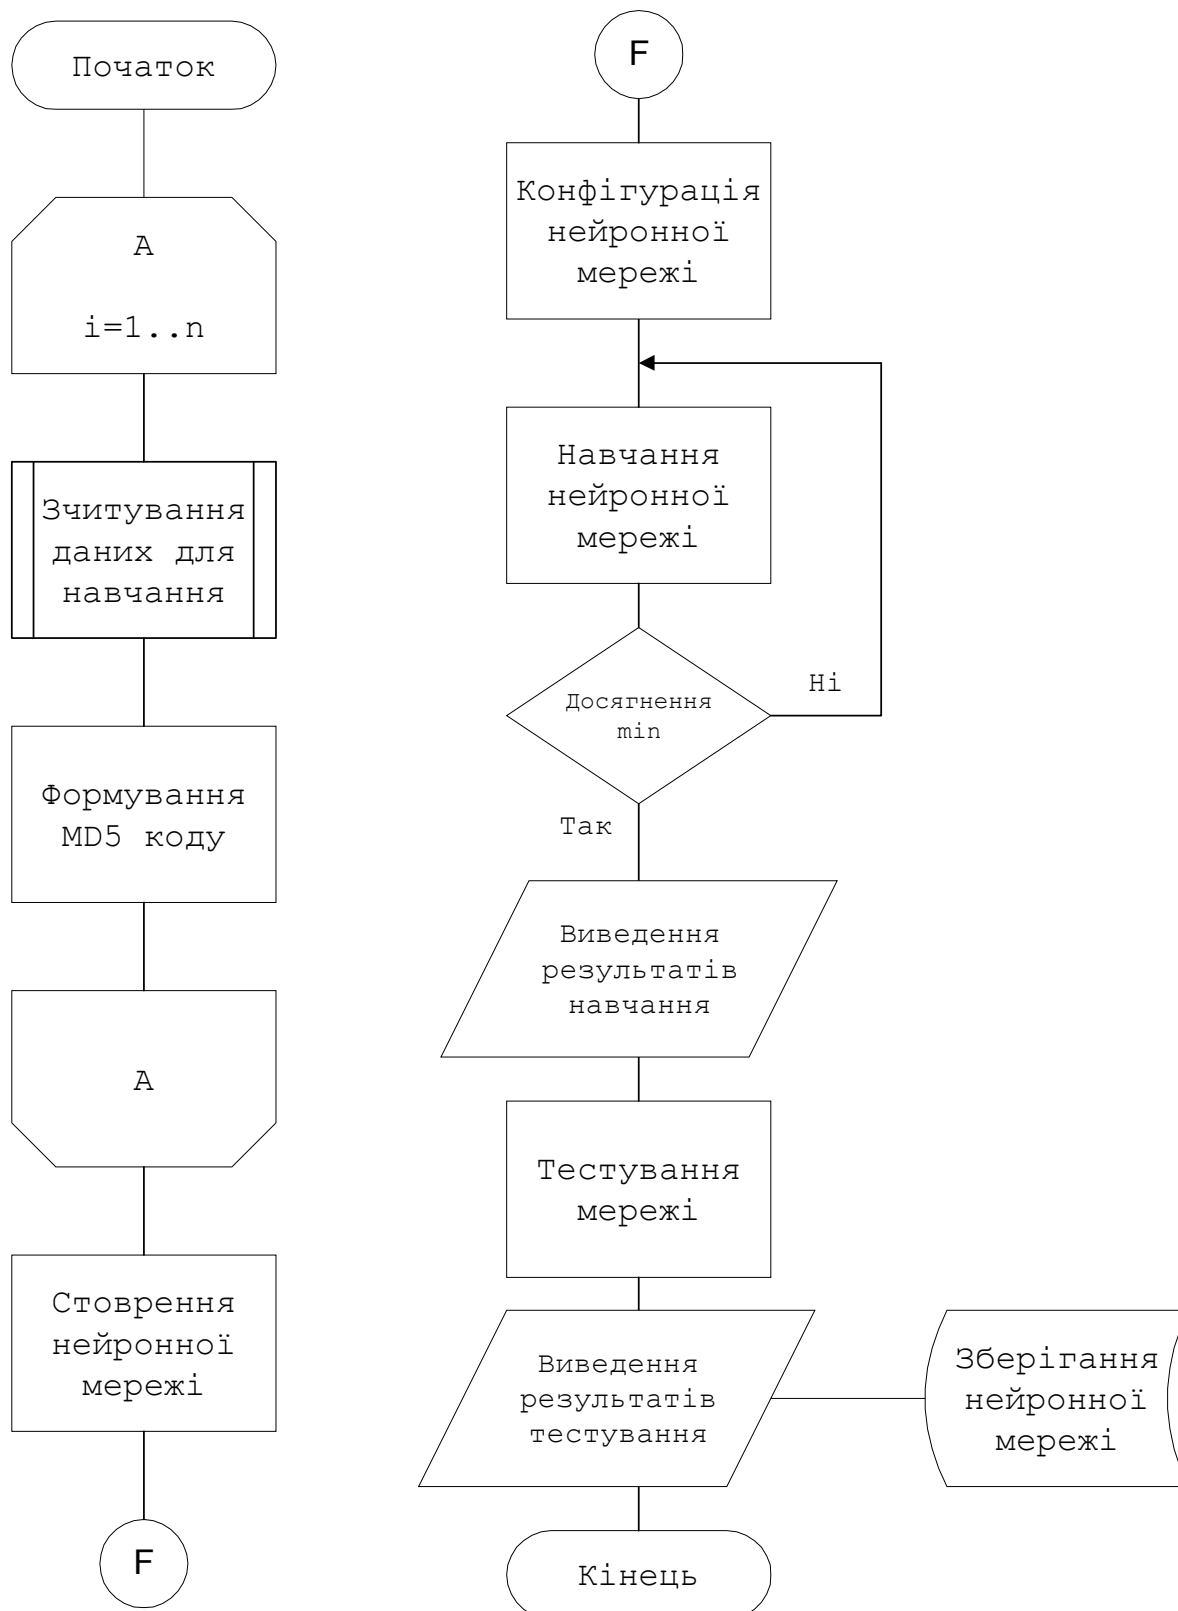 Початок
A
i=1..n
Зчитування
даних для
навчання
Формування
MD5 коду
A
Стоврення
нейронної
мережі
F
F
Конфігурація
нейронної
мережі
Навчання
нейронної
мережі
Досягнення
min
Ні
Так
Виведення
результатів
навчання
Тестування
мережі
Виведення
результатів
тестування
Зберігання
нейронної
мережі
Кінець